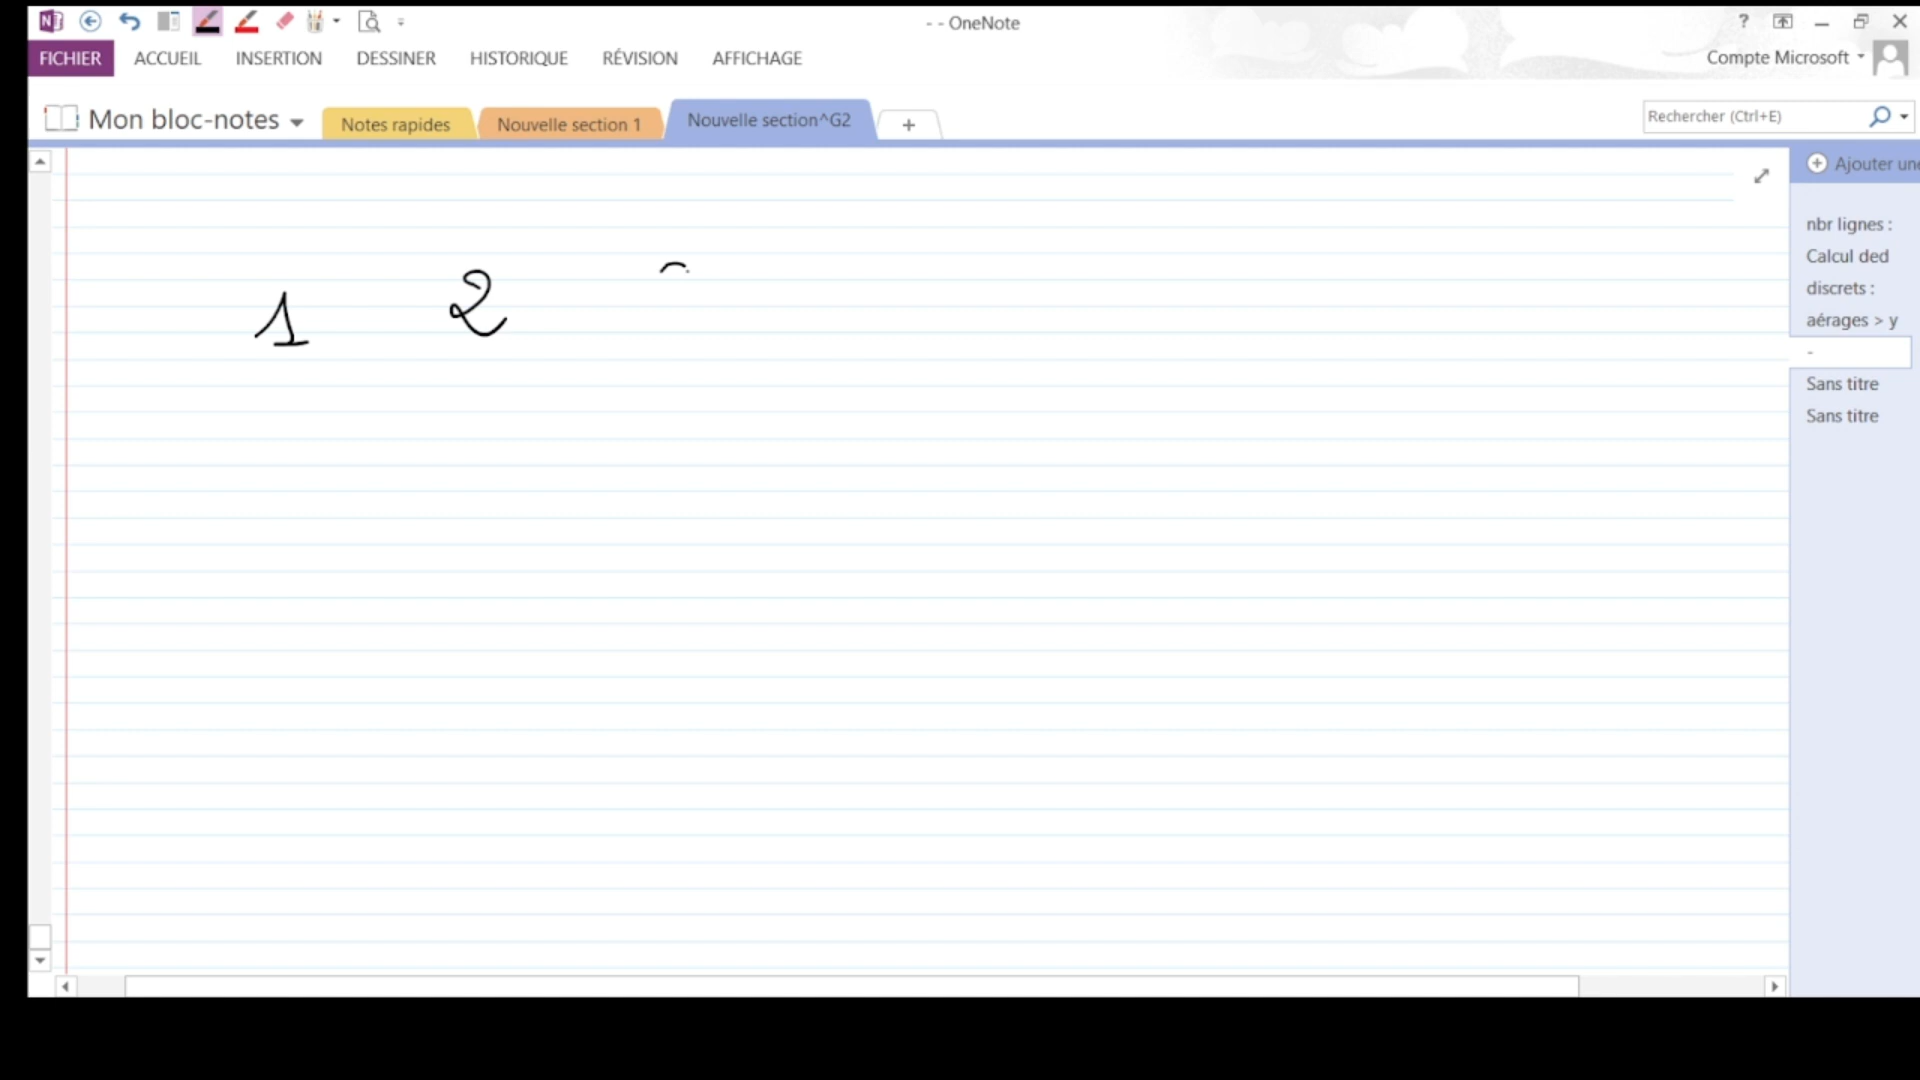 - - OneNote
?
FICHIER ACCUEIL INSERTION DESSINER HISTORIQUE RÉVISION AFFICHAGE Compte Microsoft
Mon bloc-notes Notes rapides Nouvelle section 1 Nouvelle section^G2 + Rechercher (Ctrl+E)
Ajouter une
nbr lignes :
Calcul ded
discrets :
aérages > y
-
Sans titre
Sans titre
1 2